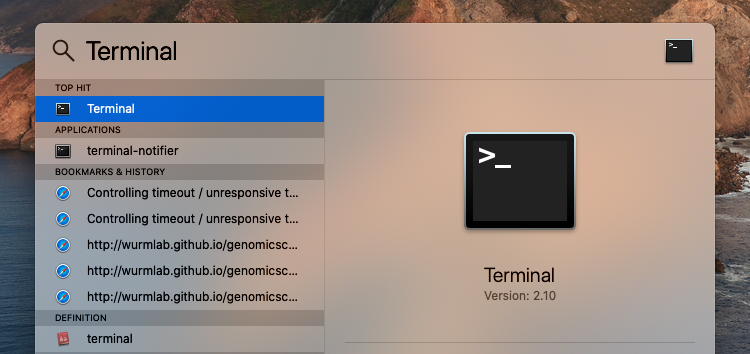 Terminal
TOP HIT
Terminal
APPLICATIONS
terminal-notifier
BOOKMARKS & HISTORY
Controlling timeout / unresponsive t...
Controlling timeout / unresponsive t...
http://wurmlab.github.io/genomicsc...
http://wurmlab.github.io/genomicsc...
http://wurmlab.github.io/genomicsc...
DEFINITION
terminal
>_
Terminal
Version: 2.10